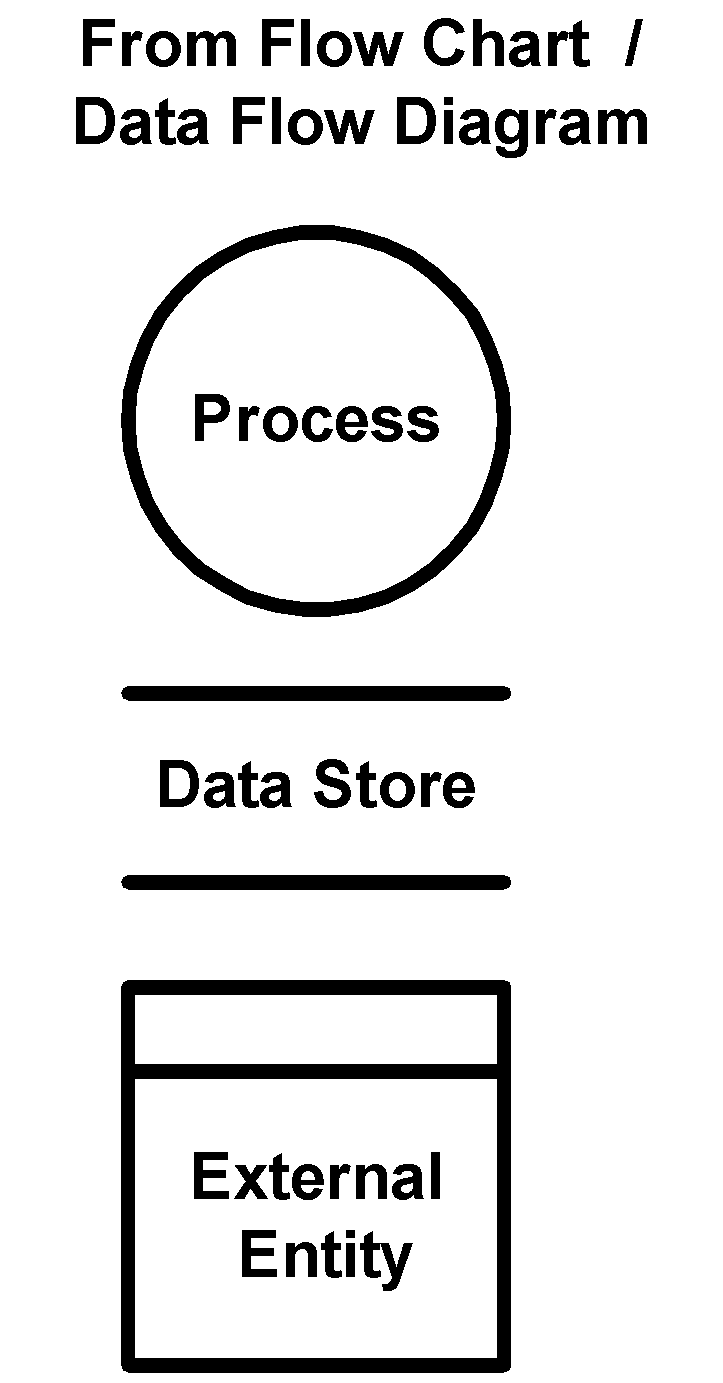 From Flow Chart /
Data Flow Diagram
Process
Data Store
External
Entity